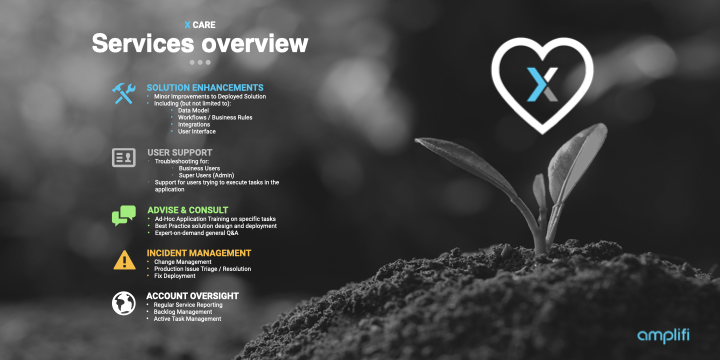 X CARE
Services overview
SOLUTION ENHANCEMENTS
• Minor Improvements to Deployed Solution
• Including (but not limited to):
• Data Model
• Workflows / Business Rules
• Integrations
• User Interface
USER SUPPORT
• Troubleshooting for:
• Business Users
• Super Users (Admin)
• Support for users trying to execute tasks in the
application
ADVISE & CONSULT
• Ad-Hoc Application Training on specific tasks
• Best Practice solution design and deployment
• Expert-on-demand general Q&A
INCIDENT MANAGEMENT
• Change Management
• Production Issue Triage / Resolution
• Fix Deployment
ACCOUNT OVERSIGHT
• Regular Service Reporting
• Backlog Management
• Active Task Management
X
amplifi